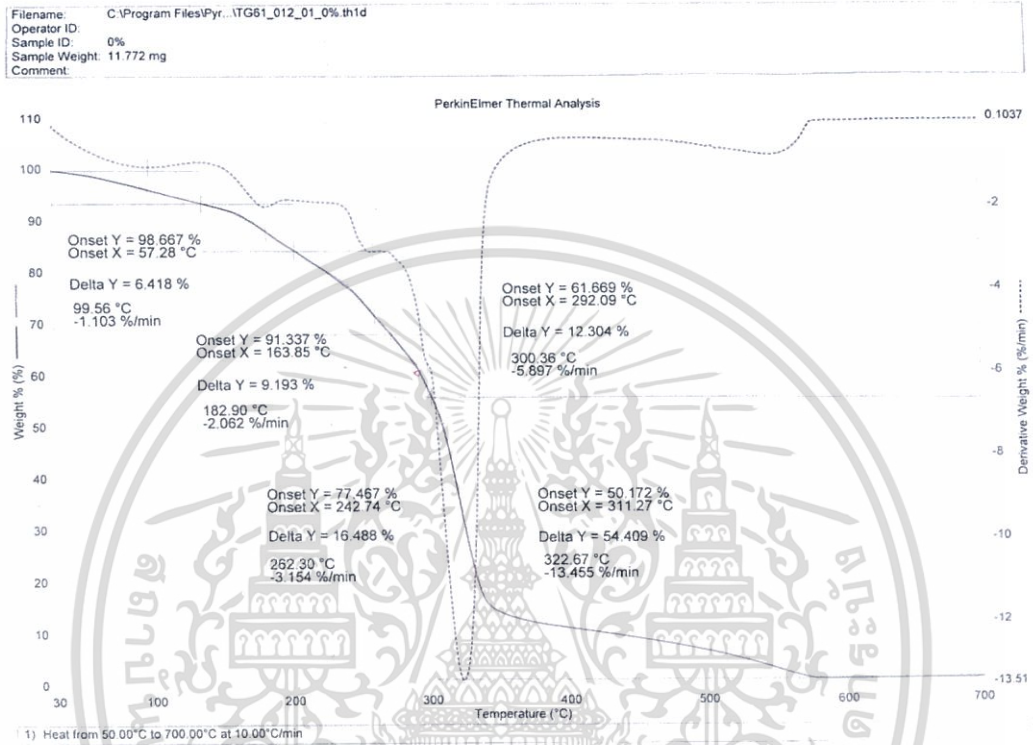 Filename: C:\Program Files\Pyr...\TG61_012_01_0%.th1d
Operator ID:
Sample ID: 0%
Sample Weight: 11.772 mg
Comment:
PerkinElmer Thermal Analysis
110
100
90
80
70
60
50
40
30
20
10
0
Weight % (%)
0.1037
-2
-4
-6
-8
-10
-12
-13.51
Derivative Weight % (%/min)
Onset Y = 98.667 %
Onset X = 57.28 °C
Delta Y = 6.418 %
99.56 °C
-1.103 %/min
Onset Y = 91.337 %
Onset X = 163.85 °C
Delta Y = 9.193 %
182.90 °C
-2.062 %/min
Onset Y = 77.467 %
Onset X = 242.74 °C
Delta Y = 16.488 %
262.30 °C
-3.154 %/min
Onset Y = 61.669 %
Onset X = 292.09 °C
Delta Y = 12.304 %
300.36 °C
-5.897 %/min
Onset Y = 50.172 %
Onset X = 311.27 °C
Delta Y = 54.409 %
322.67 °C
-13.455 %/min
30 100 200 300 400 500 600 700
Temperature (°C)
1) Heat from 50.00°C to 700.00°C at 10.00°C/min